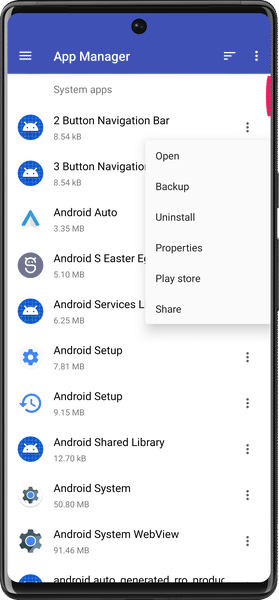 App Manager
System apps
2 Button Navigation Bar
8.54 kB
3 Button Navigation
8.54 kB
Open
Backup
Uninstall
Properties
Play store
Share
Android Auto
3.35 MB
Android S Easter Eg
5.10 MB
Android Services L
6.25 MB
Android Setup
7.81 MB
Android Setup
9.15 MB
Android Shared Library
12.70 kB
Android System
50.80 MB
Android System WebView
91.46 MB
android.auto_generated_rro_produc